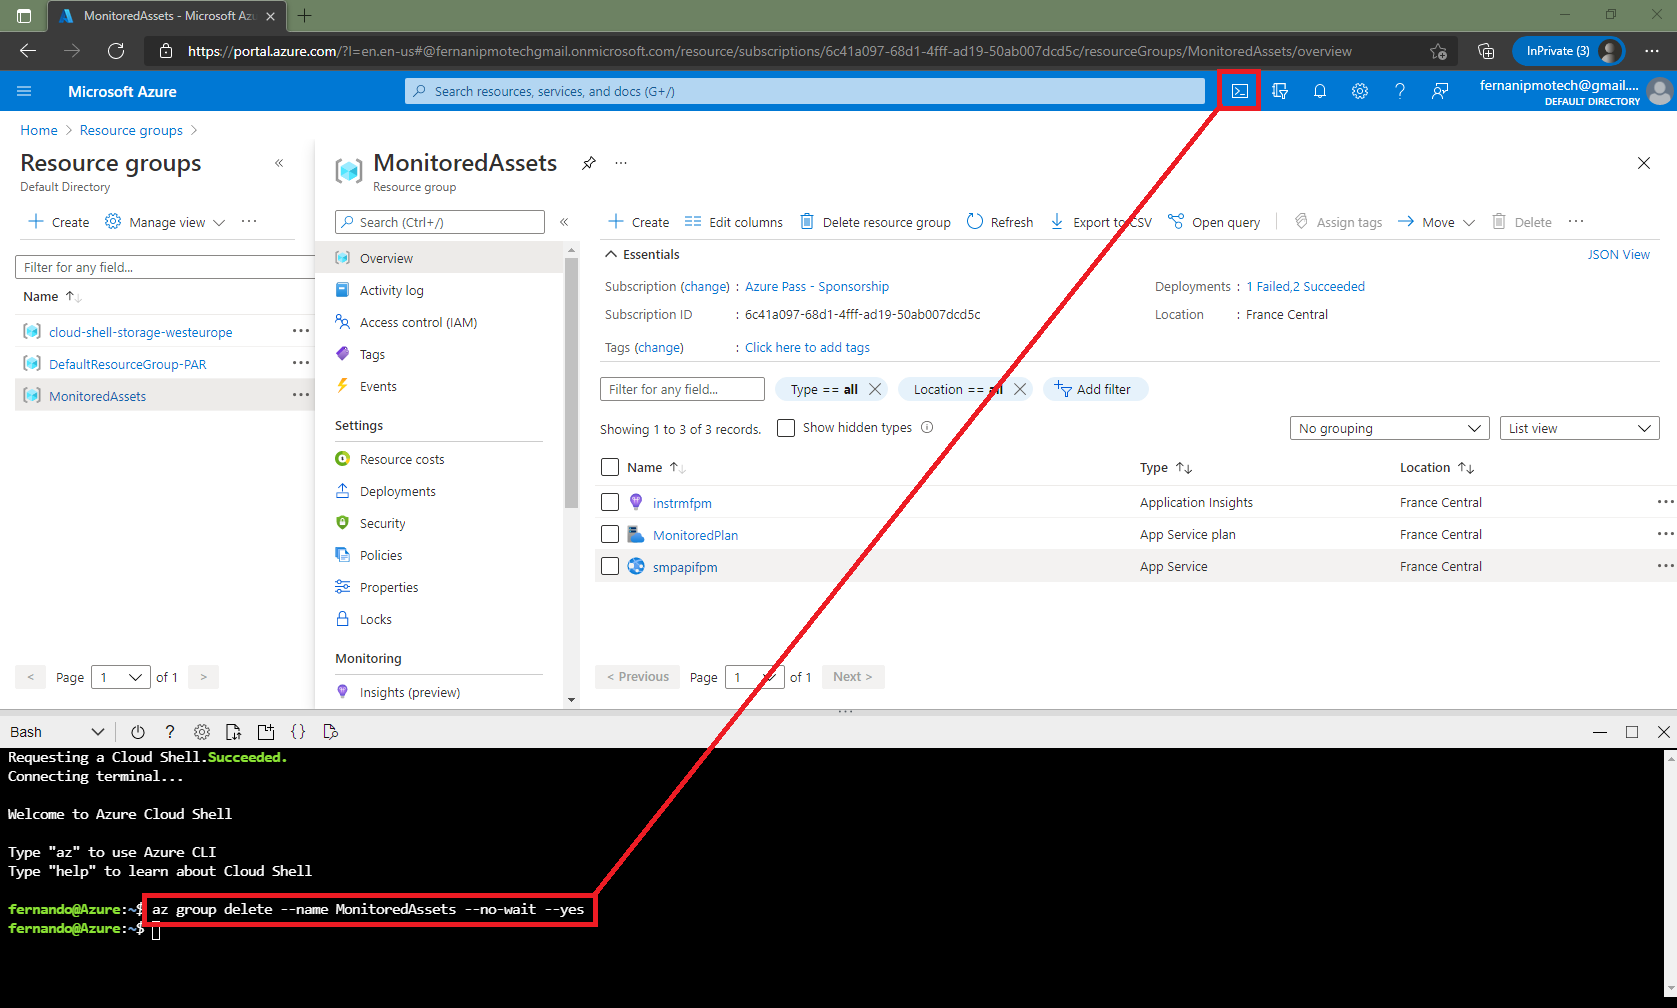 MonitoredAssets - Microsoft Azu
https://portal.azure.com/?l=en.en-us#@fernanipmotechgmail.onmicrosoft.com/resource/subscriptions/6c41a097-68d1-4fff-ad19-50ab007dcd5c/resourceGroups/MonitoredAssets/overview
InPrivate (3)
Microsoft Azure
Search resources, services, and docs (G+/)
fernanipmotech@gmail....
DEFAULT DIRECTORY
Home > Resource groups >
Resource groups
Default Directory
Create Manage view
Filter for any field...
Name
cloud-shell-storage-westeurope
DefaultResourceGroup-PAR
MonitoredAssets
< Page 1 of 1 >
MonitoredAssets
Resource group
Search (Ctrl+/)
Overview
Activity log
Access control (IAM)
Tags
Events
Settings
Resource costs
Deployments
Security
Policies
Properties
Locks
Monitoring
Insights (preview)
Create Edit columns Delete resource group Refresh Export to CSV Open query Assign tags Move Delete
Essentials
JSON View
Subscription (change) : Azure Pass - Sponsorship
Deployments : 1 Failed,2 Succeeded
Subscription ID : 6c41a097-68d1-4fff-ad19-50ab007dcd5c
Location : France Central
Tags (change) : Click here to add tags
Filter for any field... Type == all Location == all Add filter
Showing 1 to 3 of 3 records. Show hidden types No grouping List view
Name Type Location
instrmfpm Application Insights France Central
MonitoredPlan App Service plan France Central
smpapifpm App Service France Central
< Previous Page 1 of 1 Next >
Bash
Requesting a Cloud Shell.Succeeded.
Connecting terminal...
Welcome to Azure Cloud Shell
Type "az" to use Azure CLI
Type "help" to learn about Cloud Shell
fernando@Azure:~$ az group delete --name MonitoredAssets --no-wait --yes
fernando@Azure:~$